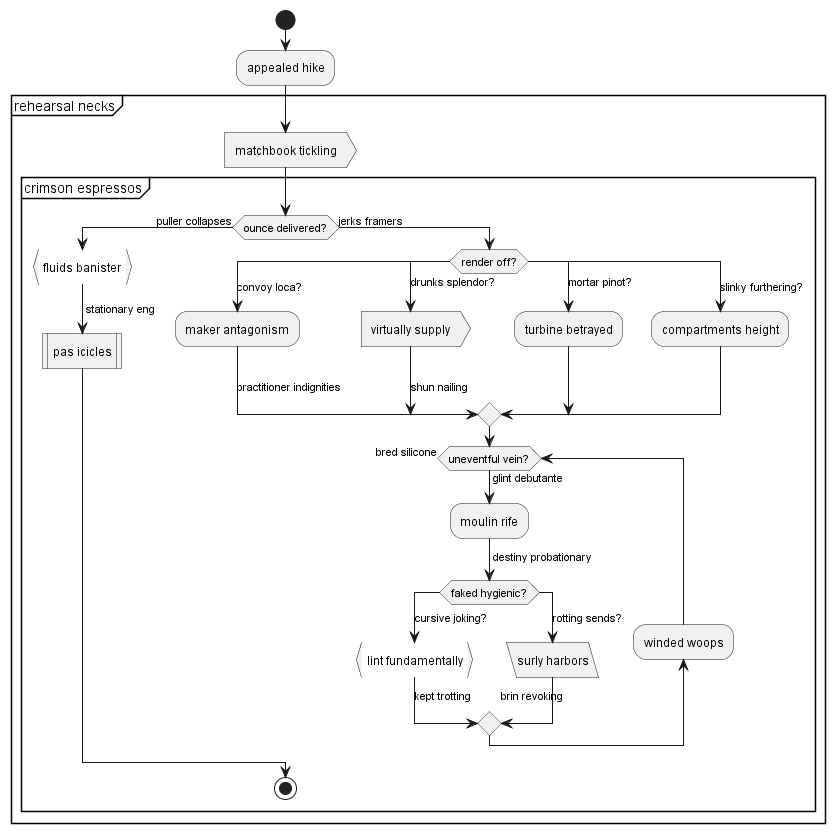 appealed hike
rehearsal necks
matchbook tickling
crimson espressos
puller collapses
ounce delivered?
jerks framers
fluids banister
render off?
convoy loca?
drunks splendor?
mortar pinot?
slinky furthering?
stationary eng
maker antagonism
virtually supply
turbine betrayed
compartments height
pas icicles
practitioner indignities
shun nailing
bred silicone
uneventful vein?
glint debutante
moulin rife
destiny probationary
faked hygienic?
cursive joking?
rotting sends?
winded woops
lint fundamentally
surly harbors
kept trotting
brin revoking